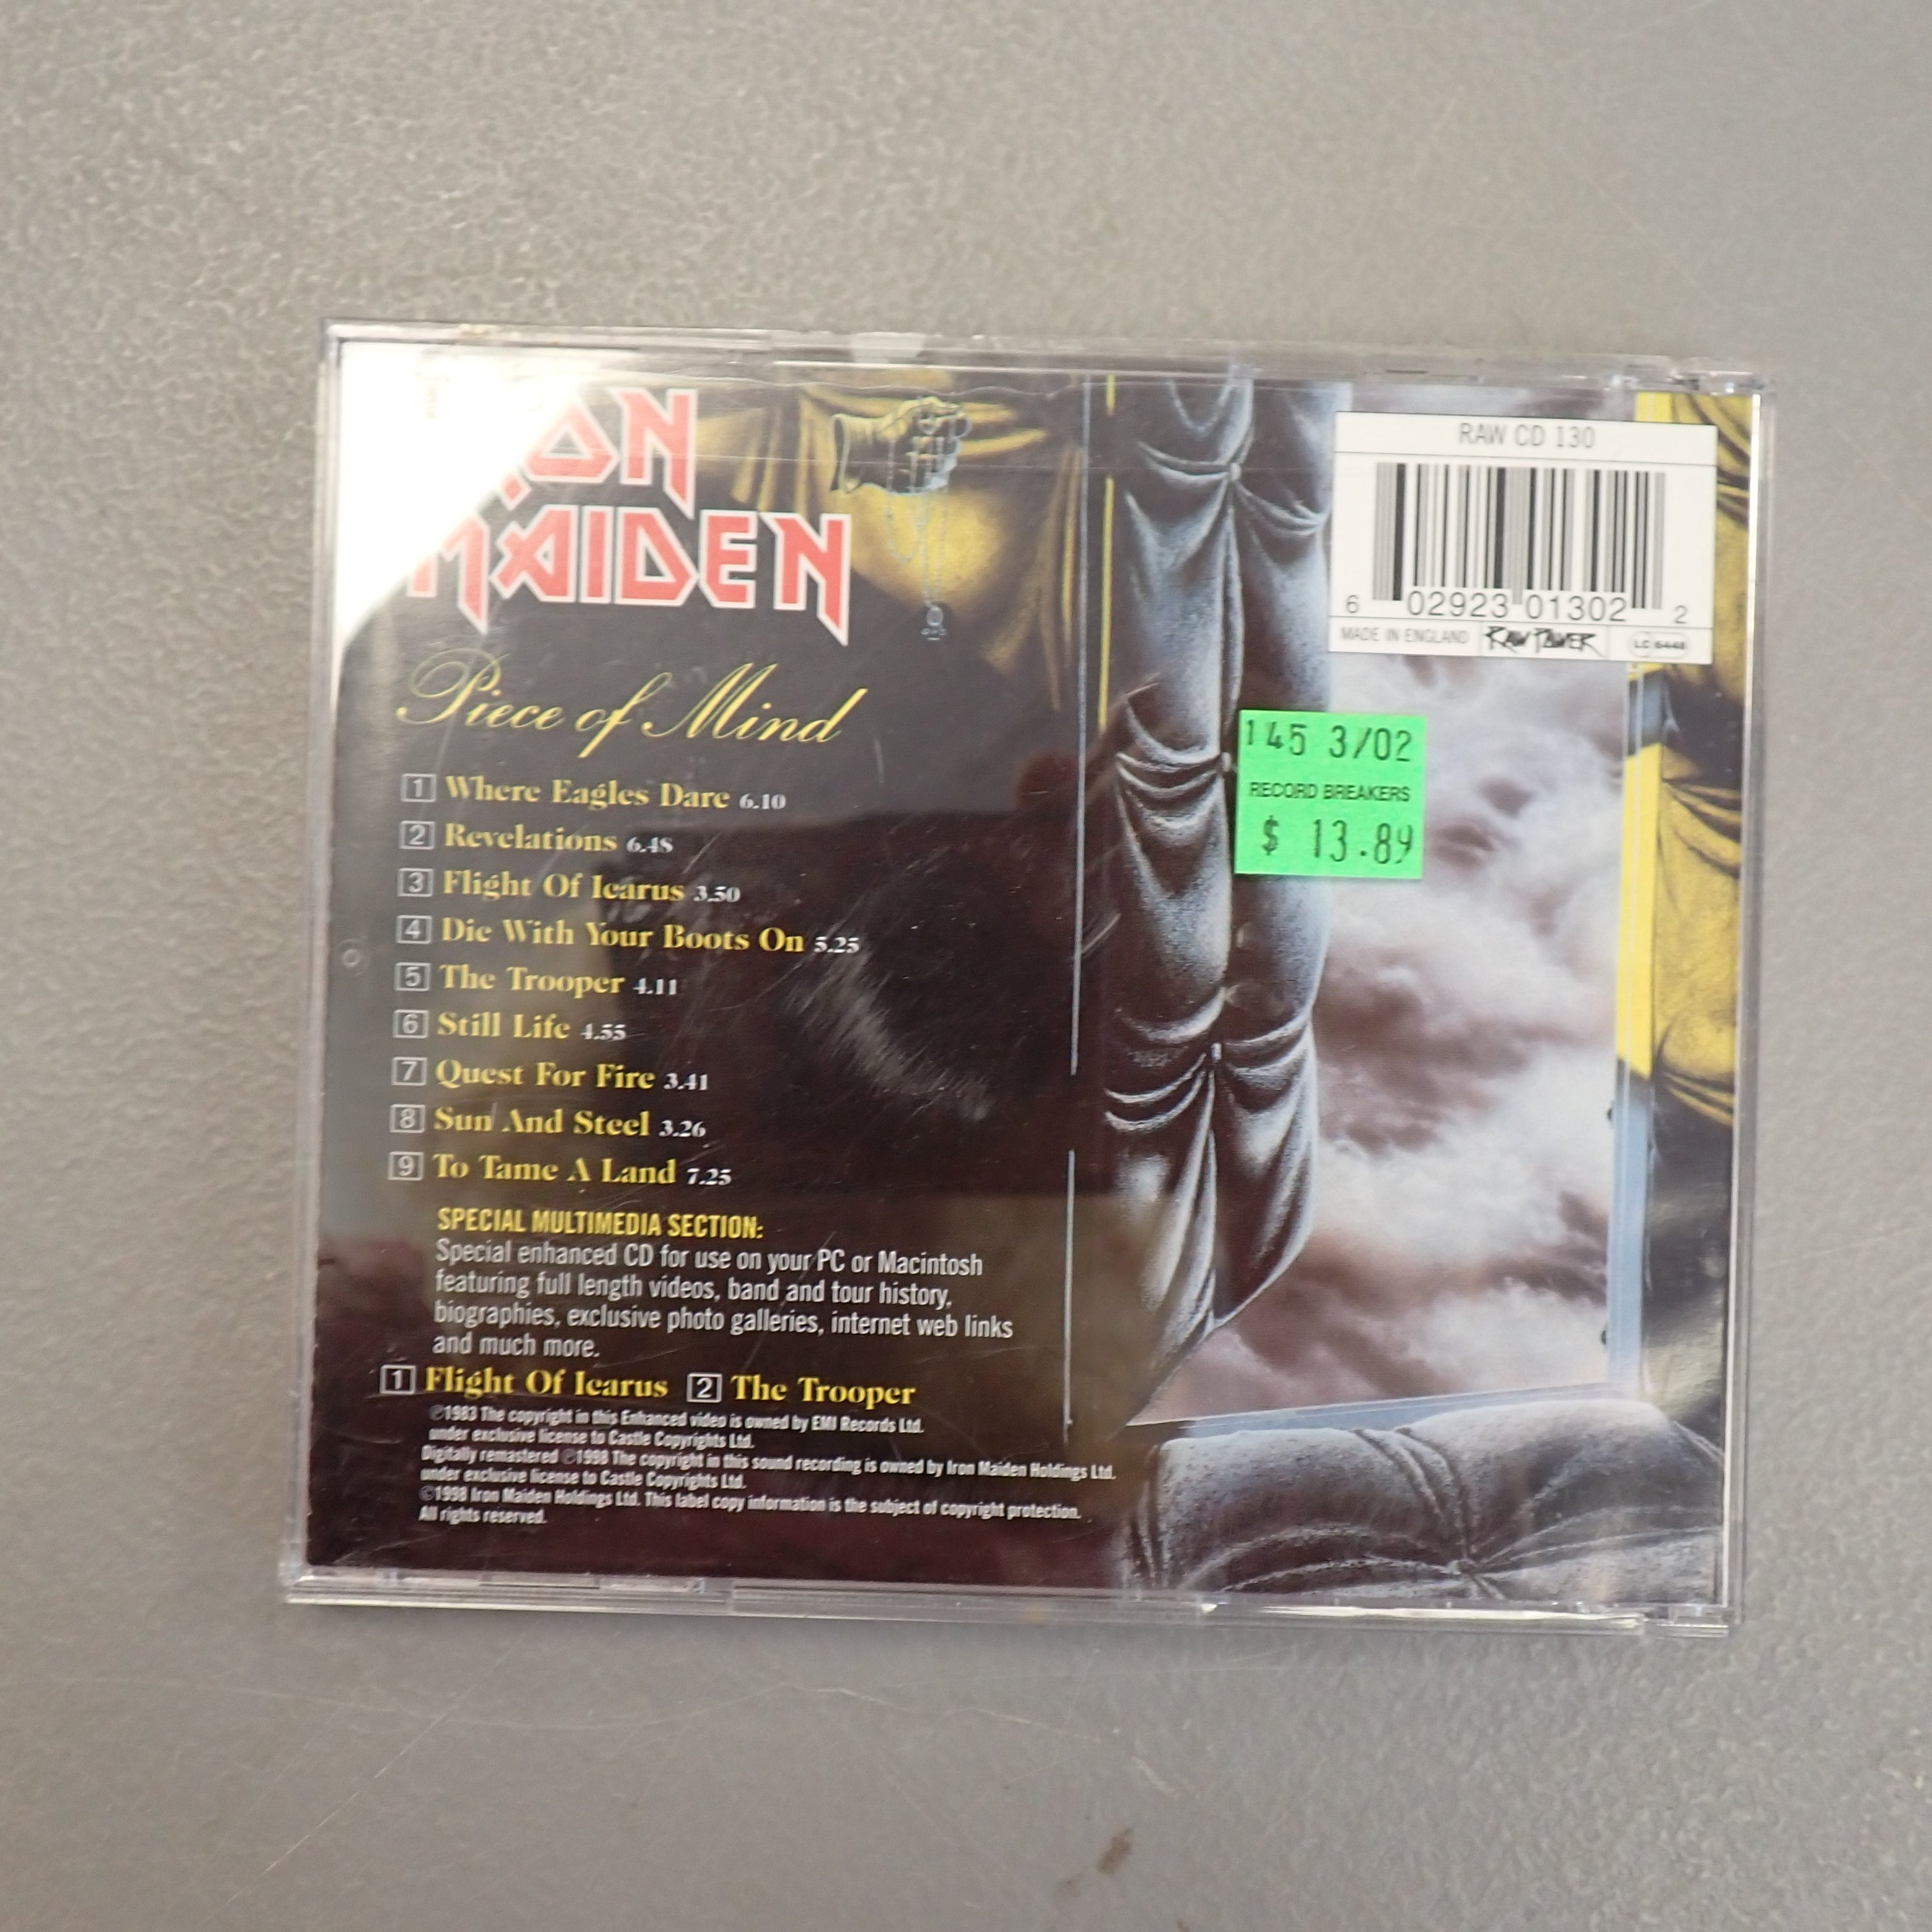 MAIDEN
Piece of Mind
1 Where Eagles Dare 6.10
2 Revelations 6.48
3 Flight Of Icarus 3.50
4 Die With Your Boots On 5.25
5 The Trooper 4.11
6 Still Life 4.55
7 Quest For Fire 3.41
8 Sun And Steel 3.26
9 To Tame A Land 7.25
SPECIAL MULTIMEDIA SECTION:
Special enhanced CD for use on your PC or Macintosh
featuring full length videos, band and tour history,
biographies, exclusive photo galleries, internet web links
and much more.
1 Flight Of Icarus 2 The Trooper
℗1983 The copyright in this Enhanced video is owned by EMI Records Ltd.
under exclusive license to Castle Copyrights Ltd.
Digitally remastered ℗1998 The copyright in this sound recording is owned by Iron Maiden Holdings Ltd.
under exclusive license to Castle Copyrights Ltd.
©1998 Iron Maiden Holdings Ltd. This label copy information is the subject of copyright protection.
All rights reserved.
RAW CD 130
6 02923 01302 2
MADE IN ENGLAND RAW POWER LC 6448
145 3/02
RECORD BREAKERS
$ 13.89